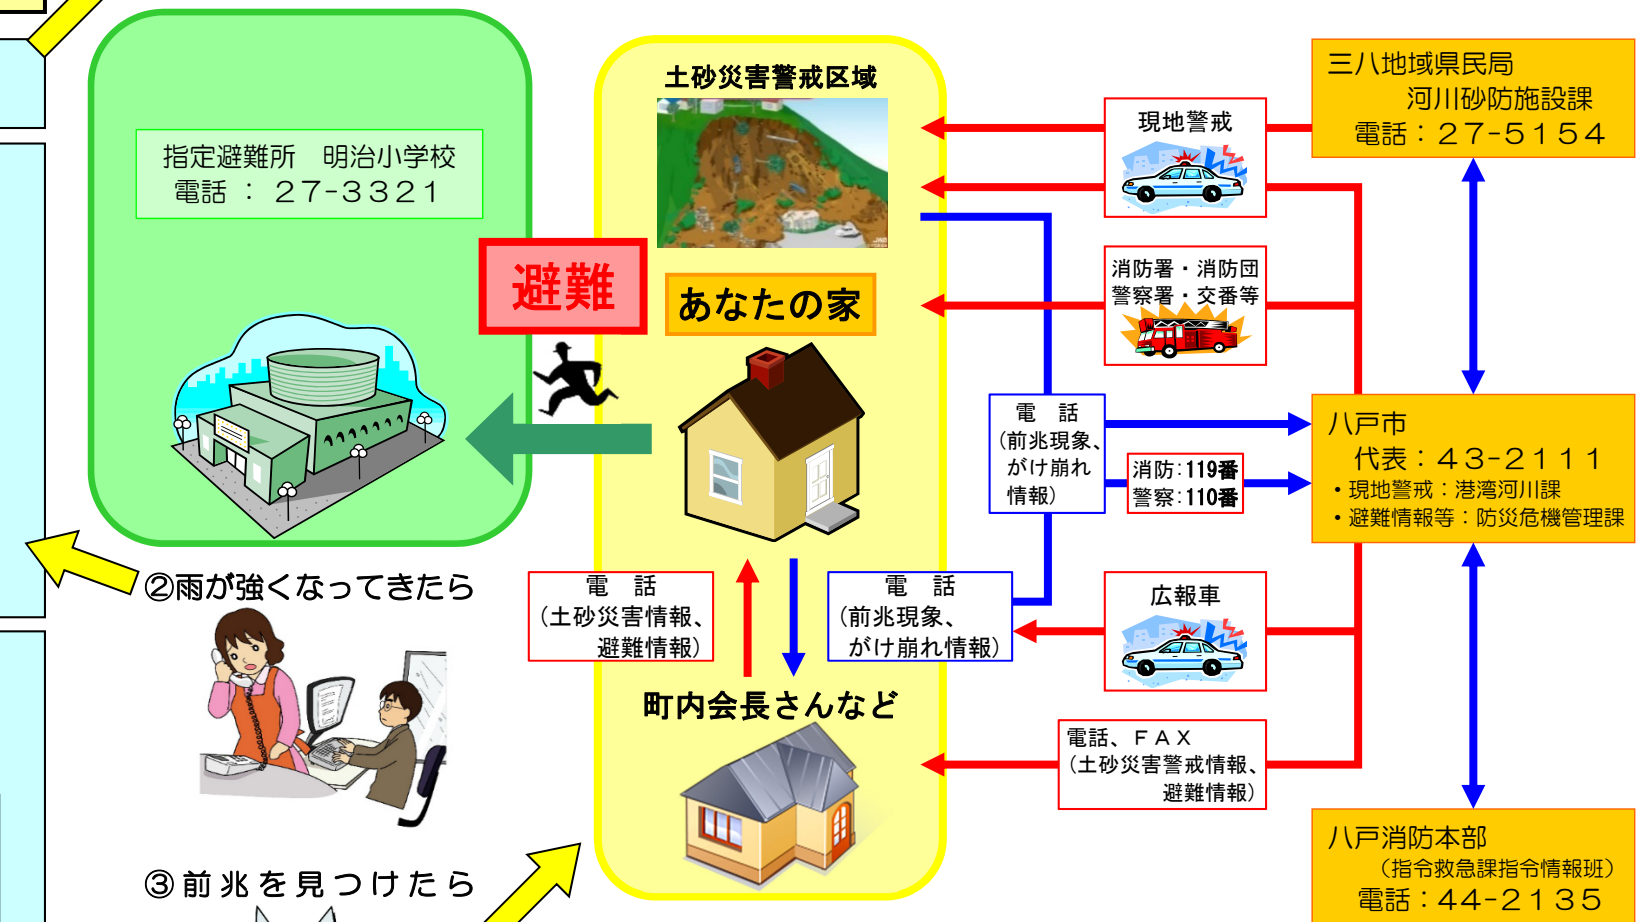 指定避難所　明治小学校
電話 ： ２７-３３２１
避難
②雨が強くなってきたら
③前兆を見つけたら
土砂災害警戒区域
あなたの家
電　話
（土砂災害情報、
避難情報）
電　話
（前兆現象、
がけ崩れ情報）
町内会長さんなど
現地警戒
消防署・消防団
警察署・交番等
電　話
（前兆現象、
がけ崩れ
情報）
消防：119番
警察：110番
広報車
電話、ＦＡＸ
（土砂災害警戒情報、
避難情報）
三八地域県民局
河川砂防施設課
電話：２７-５１５４
八戸市
代表：４３-２１１１
・現地警戒：港湾河川課
・避難情報等：防災危機管理課
八戸消防本部
（指令救急課指令情報班）
電話：４４-２１３５